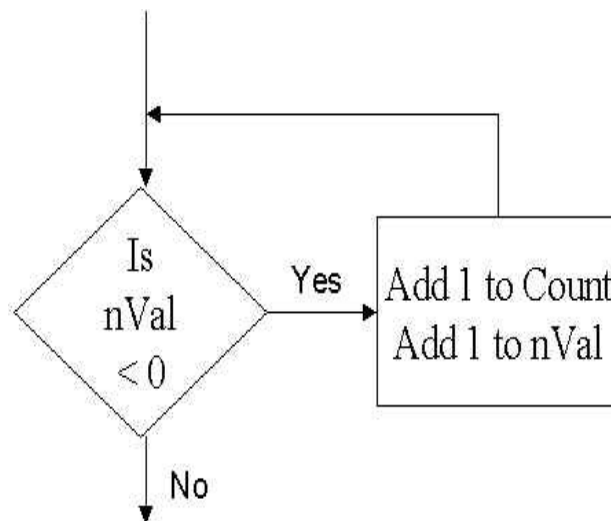 Is
nVal
< 0
Yes
Add 1 to Count
Add 1 to nVal
No